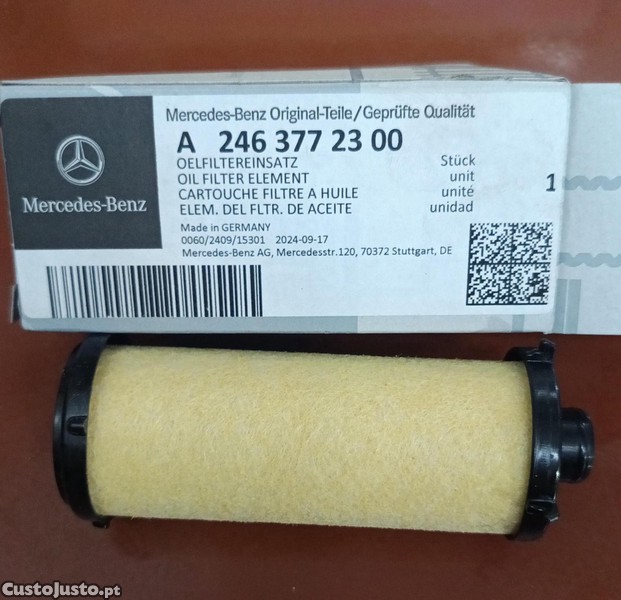 Mercedes-Benz Original-Teile/Geprüfte Qualität
A 246 377 23 00
OELFILTEREINSATZ Stück
OIL FILTER ELEMENT unit
CARTOUCHE FILTRE A HUILE unité
ELEM. DEL FLTR. DE ACEITE unidad
1
Mercedes-Benz
Made in GERMANY
0060/2409/15301 2024-09-17
Mercedes-Benz AG, Mercedesstr.120, 70372 Stuttgart, DE
CustoJusto.pt